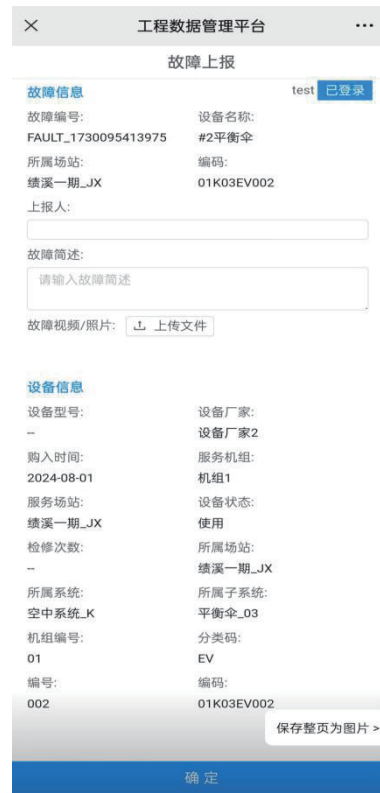 工程数据管理平台
故障上报
故障信息 test 已登录
故障编号: 设备名称:
FAULT_1730095413975 #2平衡伞
所属场站: 编码:
绩溪一期_JX 01K03EV002
上报人:
故障简述:
请输入故障简述
故障视频/照片: 上传文件
设备信息
设备型号: 设备厂家:
-- 设备厂家2
购入时间: 服务机组:
2024-08-01 机组1
服务场站: 设备状态:
绩溪一期_JX 使用
检修次数: 所属场站:
-- 绩溪一期_JX
所属系统: 所属子系统:
空中系统_K 平衡伞_03
机组编号: 分类码:
01 EV
编号: 编码:
002 01K03EV002
保存整页为图片 >
确定